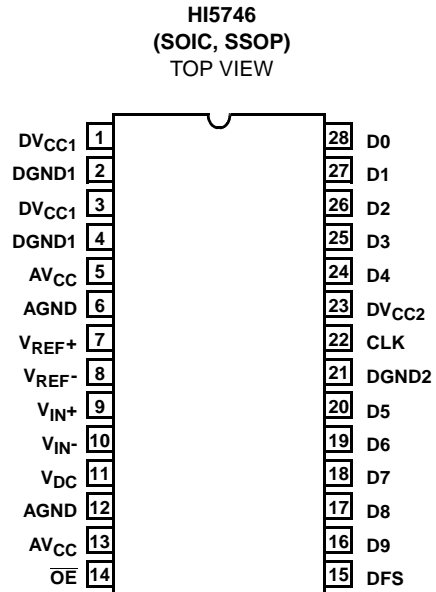 HI5746
(SOIC, SSOP)
TOP VIEW
DVCC1 1 28 D0
DGND1 2 27 D1
DVCC1 3 26 D2
DGND1 4 25 D3
AVCC 5 24 D4
AGND 6 23 DVCC2
VREF+ 7 22 CLK
VREF- 8 21 DGND2
VIN+ 9 20 D5
VIN- 10 19 D6
VDC 11 18 D7
AGND 12 17 D8
AVCC 13 16 D9
O̅E̅ 14 15 DFS